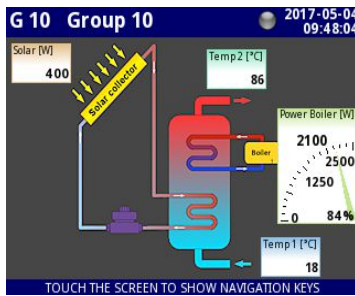 G 10 Group 10
2017-05-04
09:48:04
Solar [W]
400
Solar collector
Temp2 [°C]
86
Power Boiler [W]
2100
2500
1250
0
84%
Boiler
Temp1 [°C]
18
TOUCH THE SCREEN TO SHOW NAVIGATION KEYS